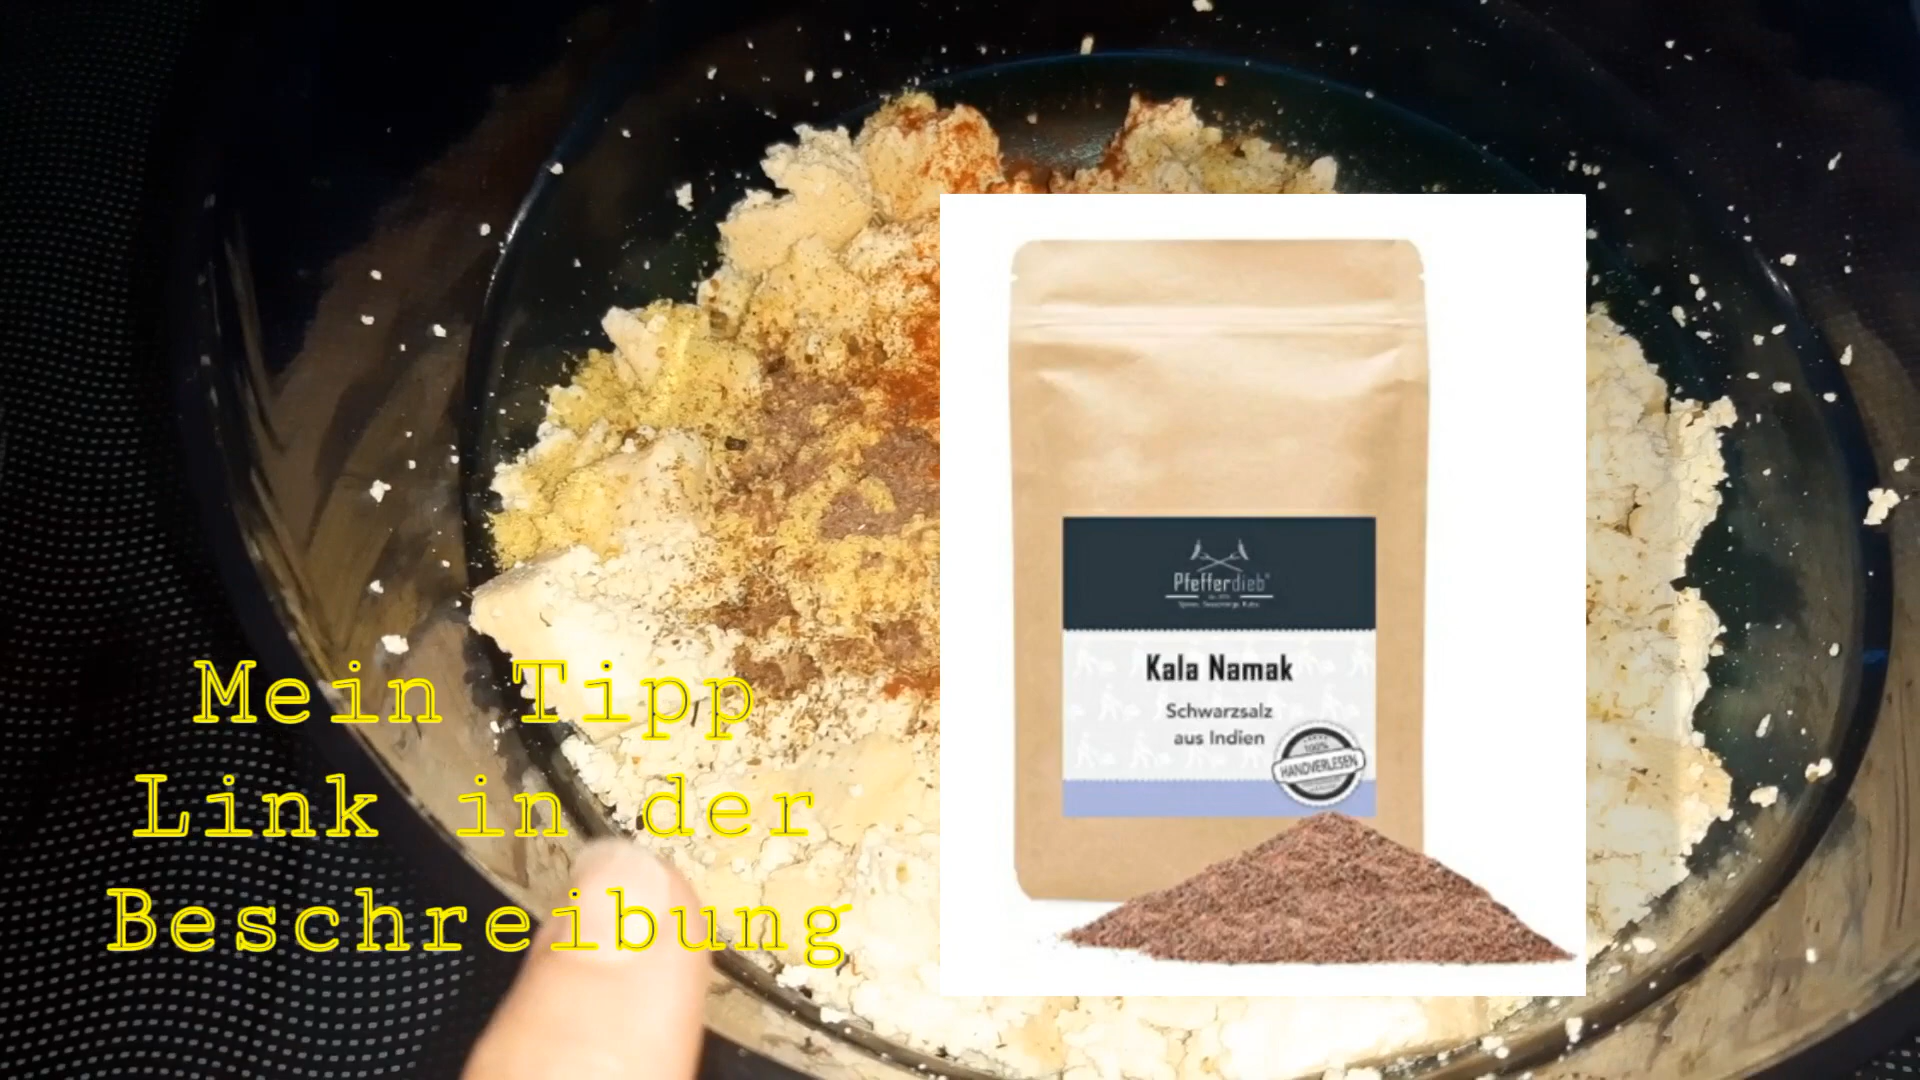 Mein Tipp
Link in der
Beschreibung
Pfefferdieb®
Kala Namak
Schwarzsalz
aus Indien
100%
HANDVERLESEN